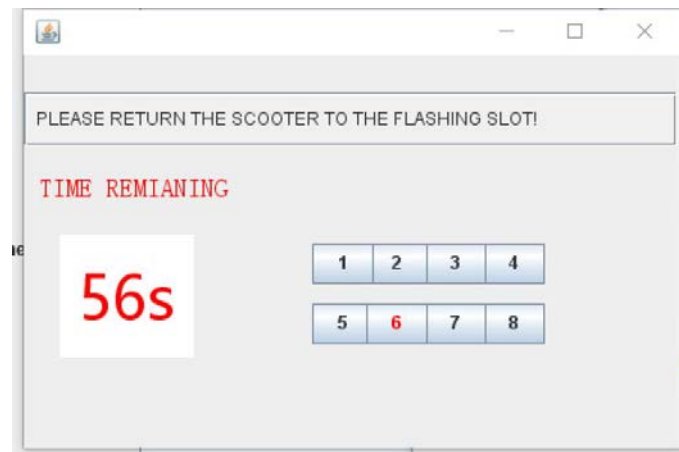 PLEASE RETURN THE SCOOTER TO THE FLASHING SLOT!
TIME REMIANING
56s
1 2 3 4
5 6 7 8